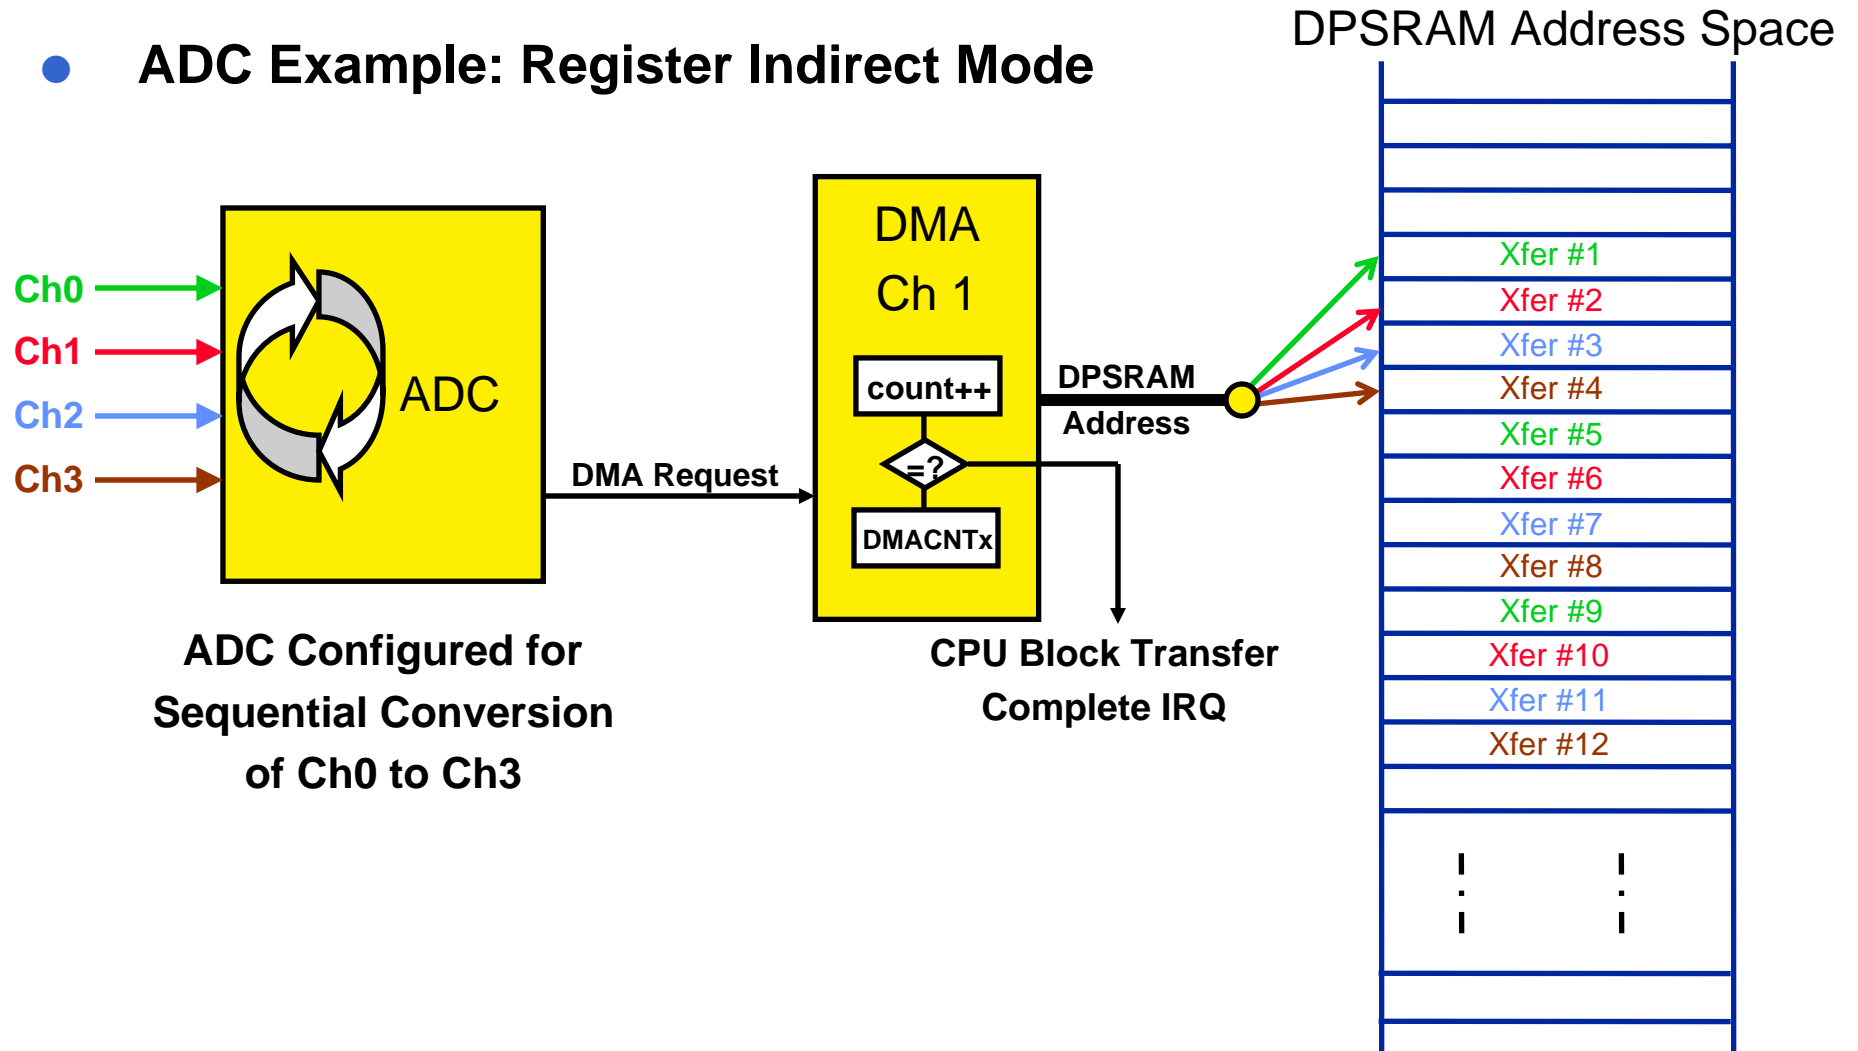 DPSRAM Address Space
ADC Example: Register Indirect Mode
Ch0
Ch1
Ch2
Ch3
ADC
DMA Request
DMA
Ch 1
count++
=?
DMACNTx
DPSRAM
Address
ADC Configured for
Sequential Conversion
of Ch0 to Ch3
CPU Block Transfer
Complete IRQ
Xfer #1
Xfer #2
Xfer #3
Xfer #4
Xfer #5
Xfer #6
Xfer #7
Xfer #8
Xfer #9
Xfer #10
Xfer #11
Xfer #12